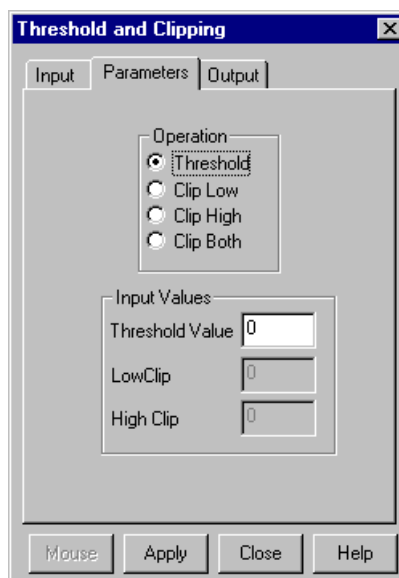 Threshold and Clipping
Input Parameters Output
Operation
Threshold
Clip Low
Clip High
Clip Both
Input Values
Threshold Value 0
LowClip 0
High Clip 0
Mouse Apply Close Help